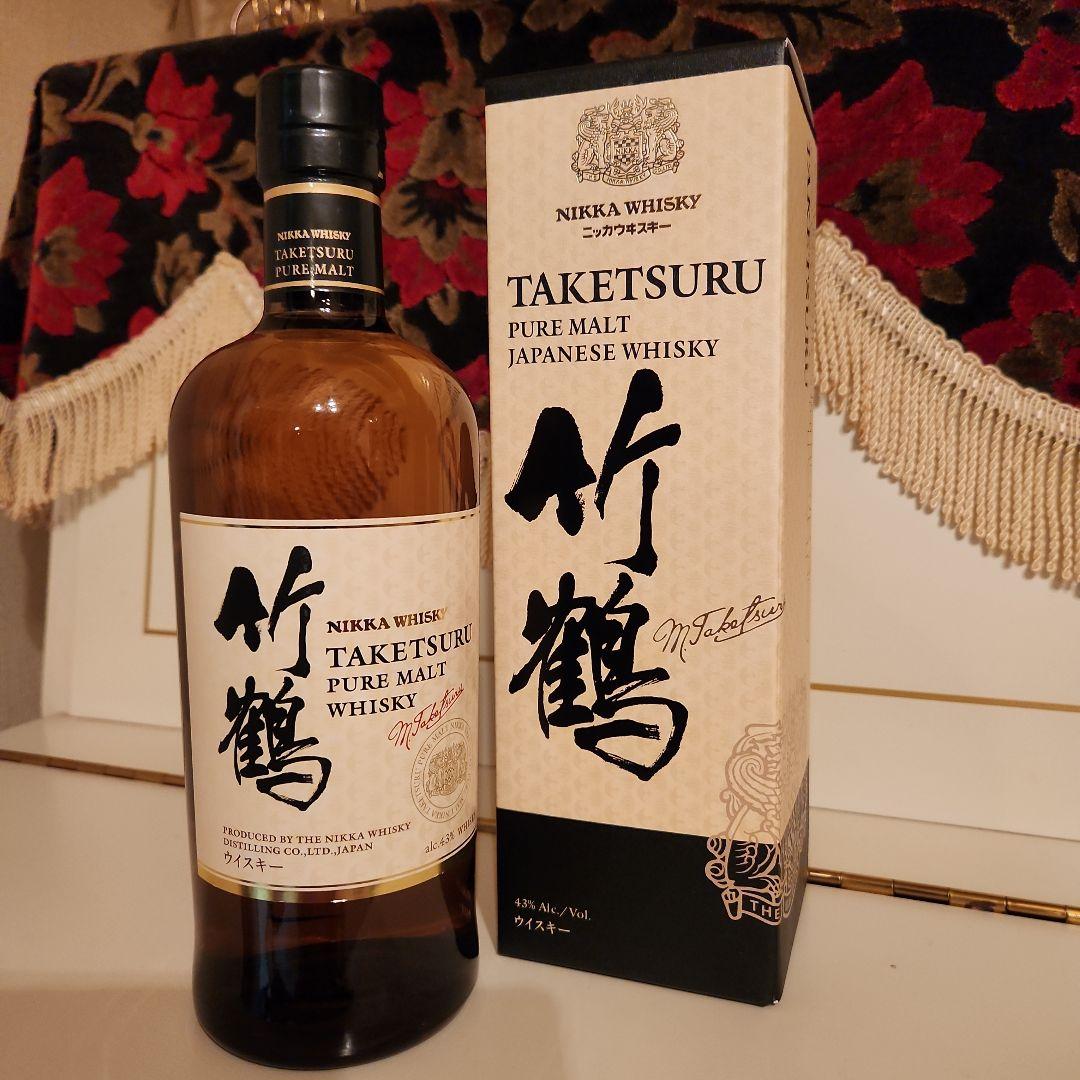 NIKKA WHISKY
TAKETSURU
PURE MALT
竹鶴
NIKKA WHISKY
TAKETSURU
PURE MALT
WHISKY
M.Taketsuru
PRODUCED BY THE NIKKA WHISKY
DISTILLING CO.,LTD.,JAPAN
ウイスキー
alc.43% WHISKY
NIKKA WHISKY
ニッカウヰスキー
TAKETSURU
PURE MALT
JAPANESE WHISKY
竹鶴
M.Taketsuru
43% Alc./Vol.
ウイスキー
THE